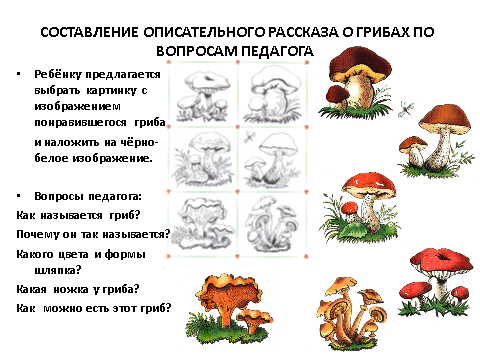 СОСТАВЛЕНИЕ ОПИСАТЕЛЬНОГО РАССКАЗА О ГРИБАХ ПО
ВОПРОСАМ ПЕДАГОГА
• Ребёнку предлагается
выбрать картинку с
изображением
понравившегося гриба
и наложить на чёрно-
белое изображение.
• Вопросы педагога:
Как называется гриб?
Почему он так называется?
Какого цвета и формы
шляпка?
Какая ножка у гриба?
Как можно есть этот гриб?